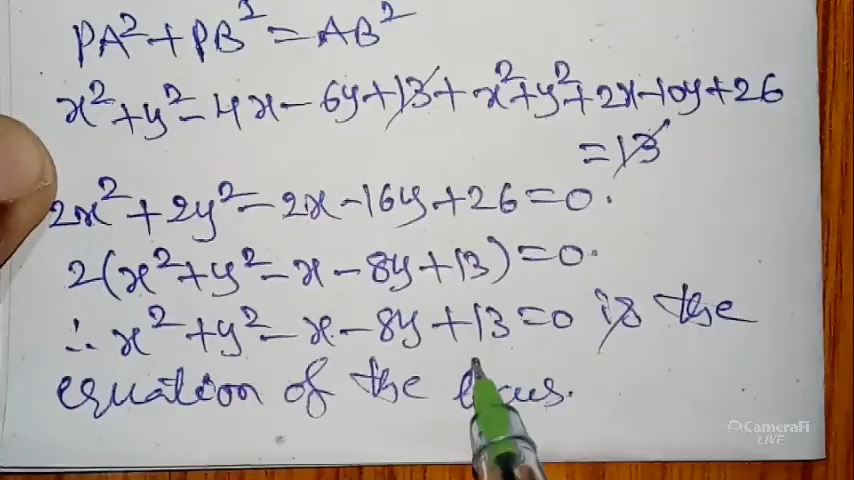 PA² + PB² = AB²
x² + y² - 4x - 6y + 13 + x² + y² + 2x - 10y + 26
= 13
2x² + 2y² - 2x - 16y + 26 = 0.
2(x² + y² - x - 8y + 13) = 0.
∴ x² + y² - x - 8y + 13 = 0 is the
equation of the locus.
CameraFi
LIVE